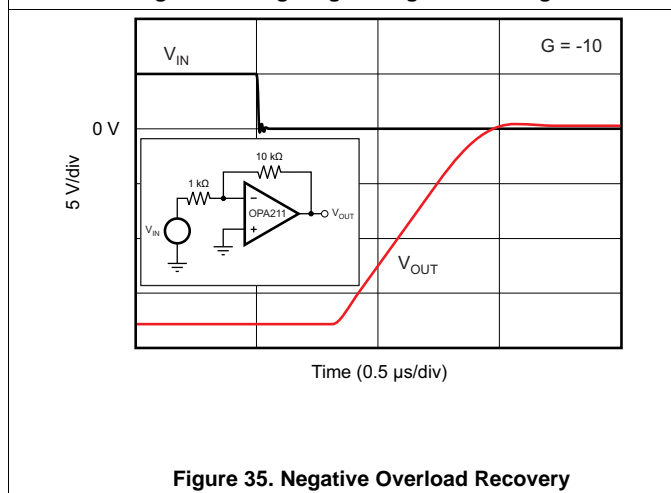 V_IN
G = -10
0 V
5 V/div
10 kΩ
1 kΩ
OPA211
V_IN
V_OUT
V_OUT
Time (0.5 µs/div)
Figure 35. Negative Overload Recovery